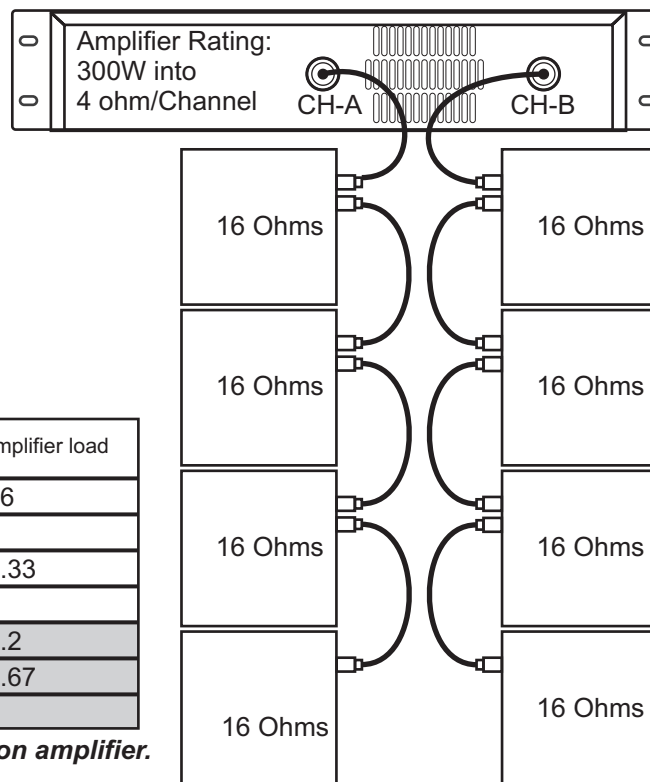 Amplifier Rating:
300W into
4 ohm/Channel
CH-A
CH-B
16 Ohms
16 Ohms
16 Ohms
16 Ohms
16 Ohms
16 Ohms
16 Ohms
16 Ohms
load
6
.33
.2
.67
on amplifier.